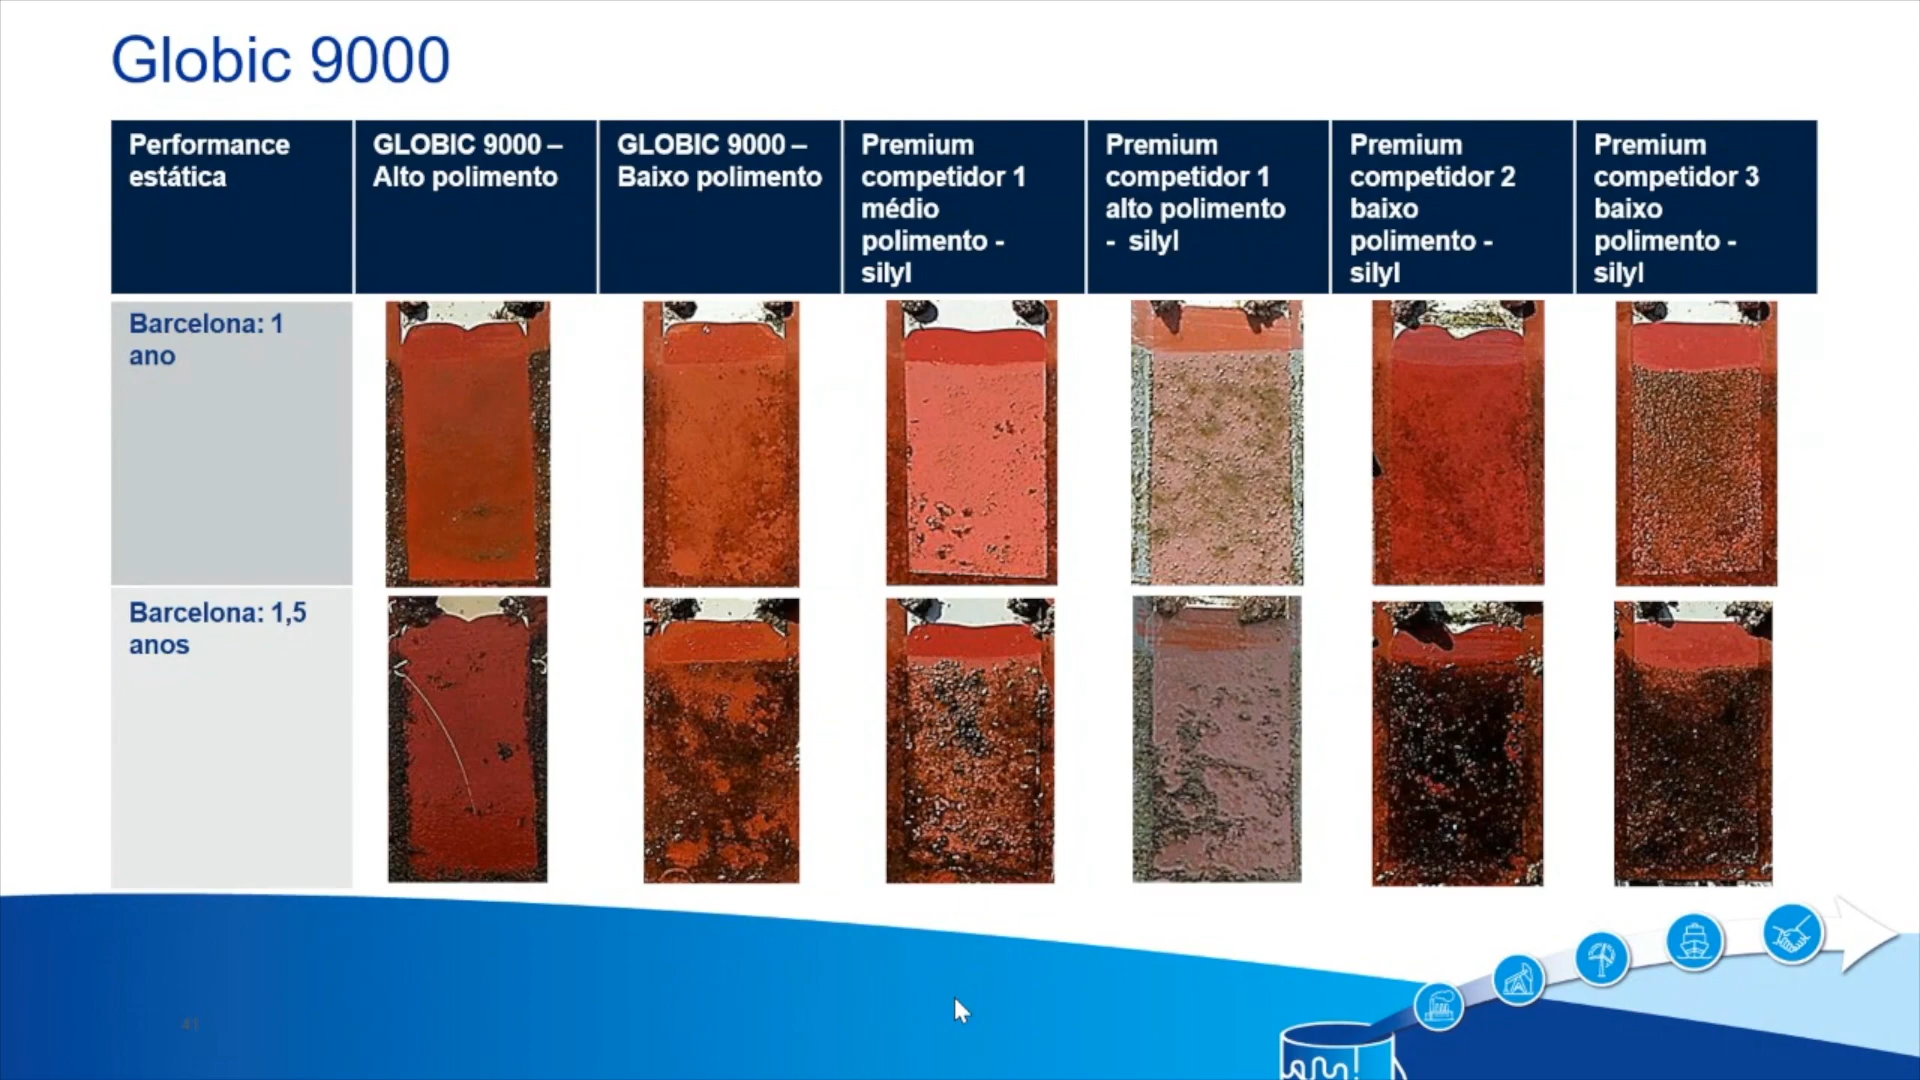 Globic 9000
Performance
estática
GLOBIC 9000 –
Alto polimento
GLOBIC 9000 –
Baixo polimento
Premium
competidor 1
médio
polimento -
silyl
Premium
competidor 1
alto polimento
- silyl
Premium
competidor 2
baixo
polimento -
silyl
Premium
competidor 3
baixo
polimento -
silyl
Barcelona: 1
ano
Barcelona: 1,5
anos
41